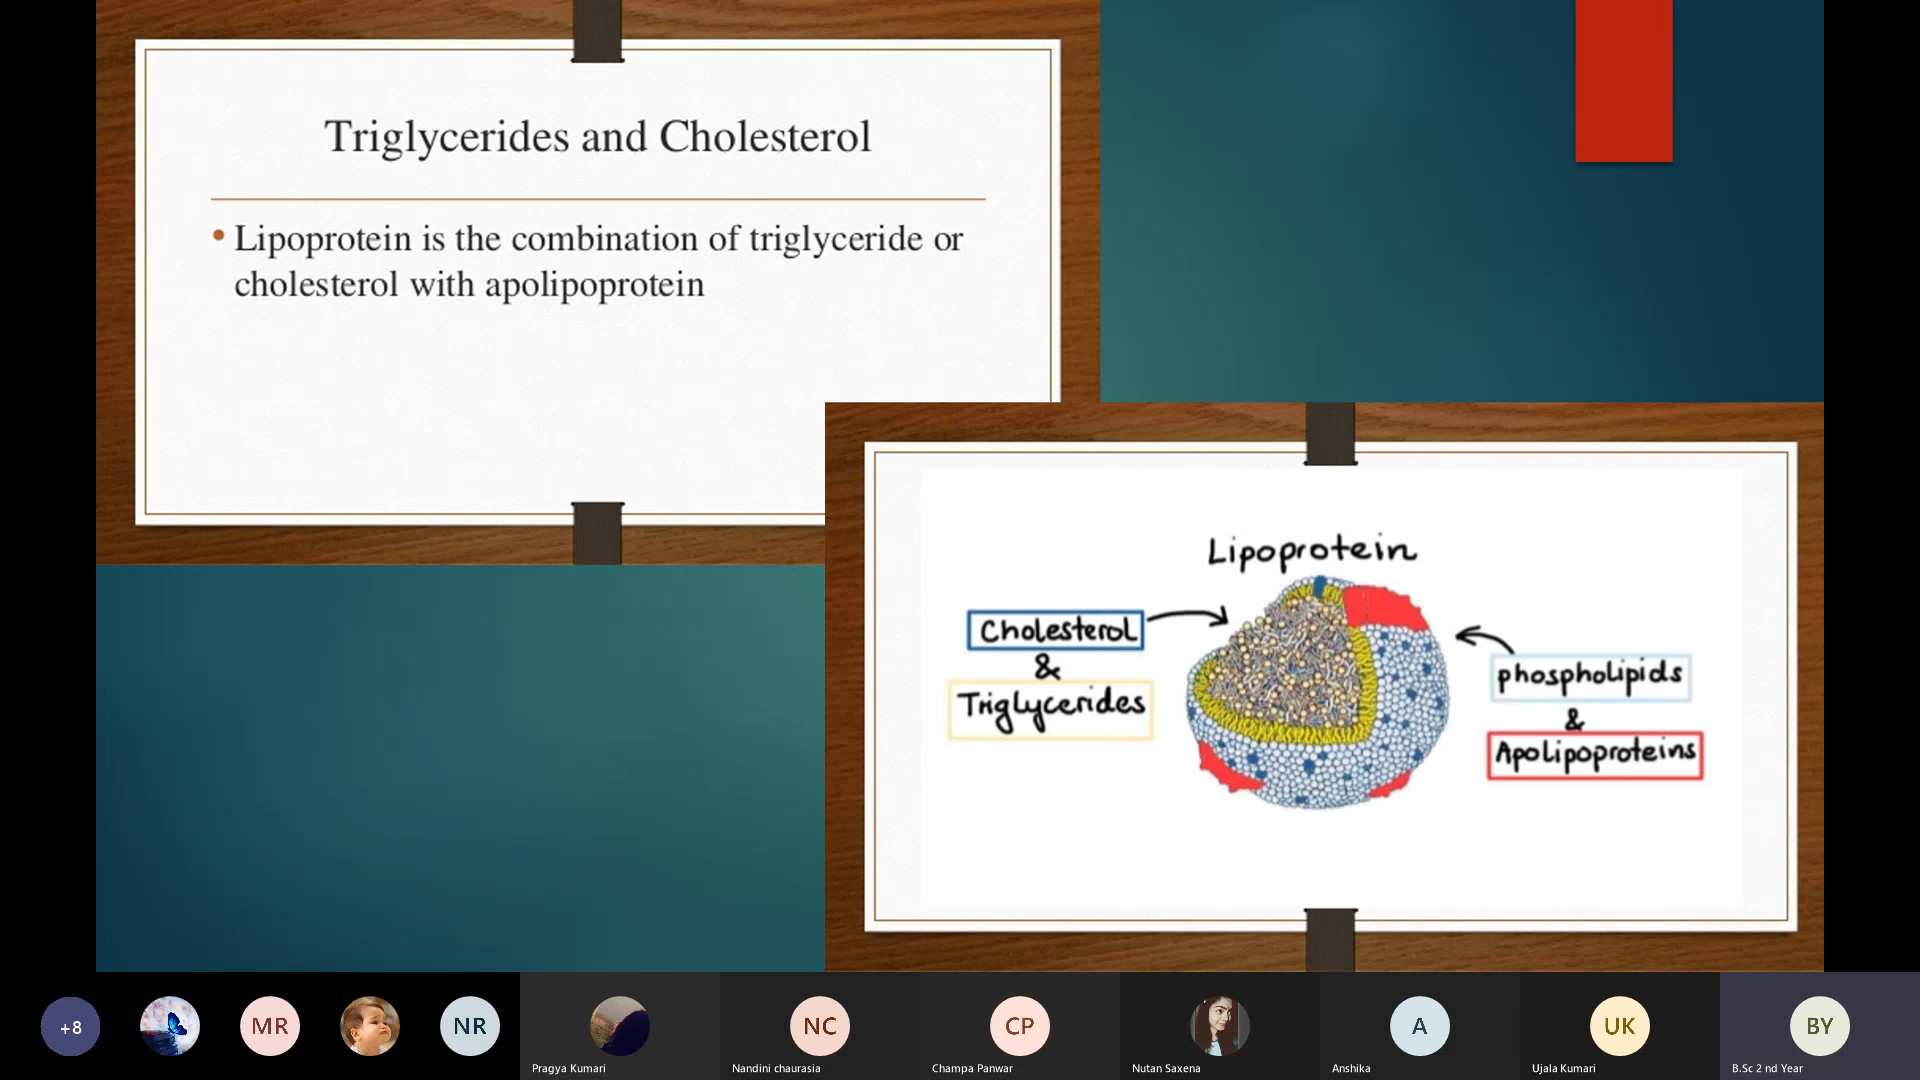 Triglycerides and Cholesterol
• Lipoprotein is the combination of triglyceride or
cholesterol with apolipoprotein
Lipoprotein
Cholesterol
&
Triglycerides
phospholipids
&
Apolipoproteins
+8
MR
NR
Pragya Kumari
NC
Nandini chaurasia
CP
Champa Panwar
Nutan Saxena
A
Anshika
UK
Ujala Kumari
BY
B.Sc 2 nd Year